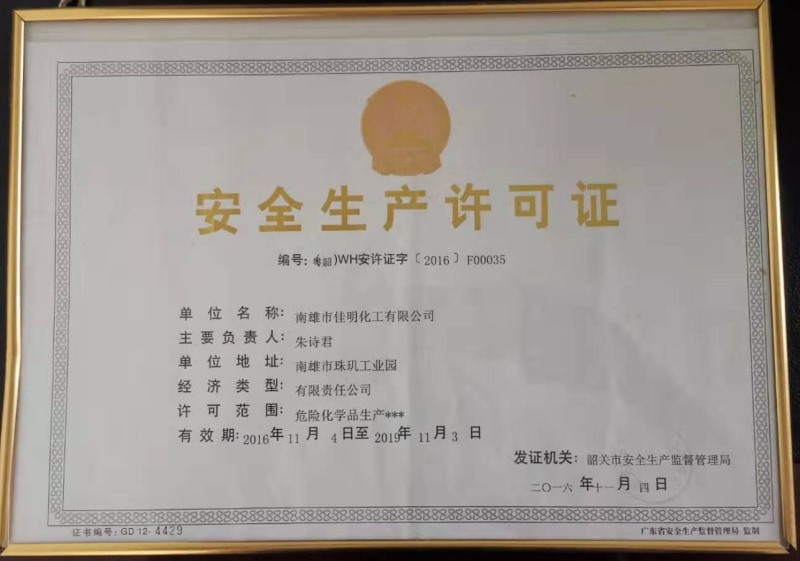 安全生产许可证
编号：（粤韶）WH安许证字〔2016〕F00035
单位名称：南雄市佳明化工有限公司
主要负责人：朱诗君
单位地址：南雄市珠玑工业园
经济类型：有限责任公司
许可范围：危险化学品生产***
有效期：2016年11月4日至2019年11月3日
发证机关：韶关市安全生产监督管理局
二〇一六年十一月四日
证书编号：GD 12-4429
广东省安全生产监督管理局 监制